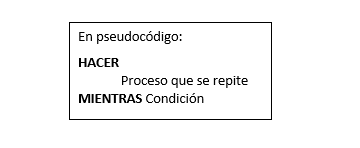 En pseudocódigo:
HACER
Proceso que se repite
MIENTRAS Condición